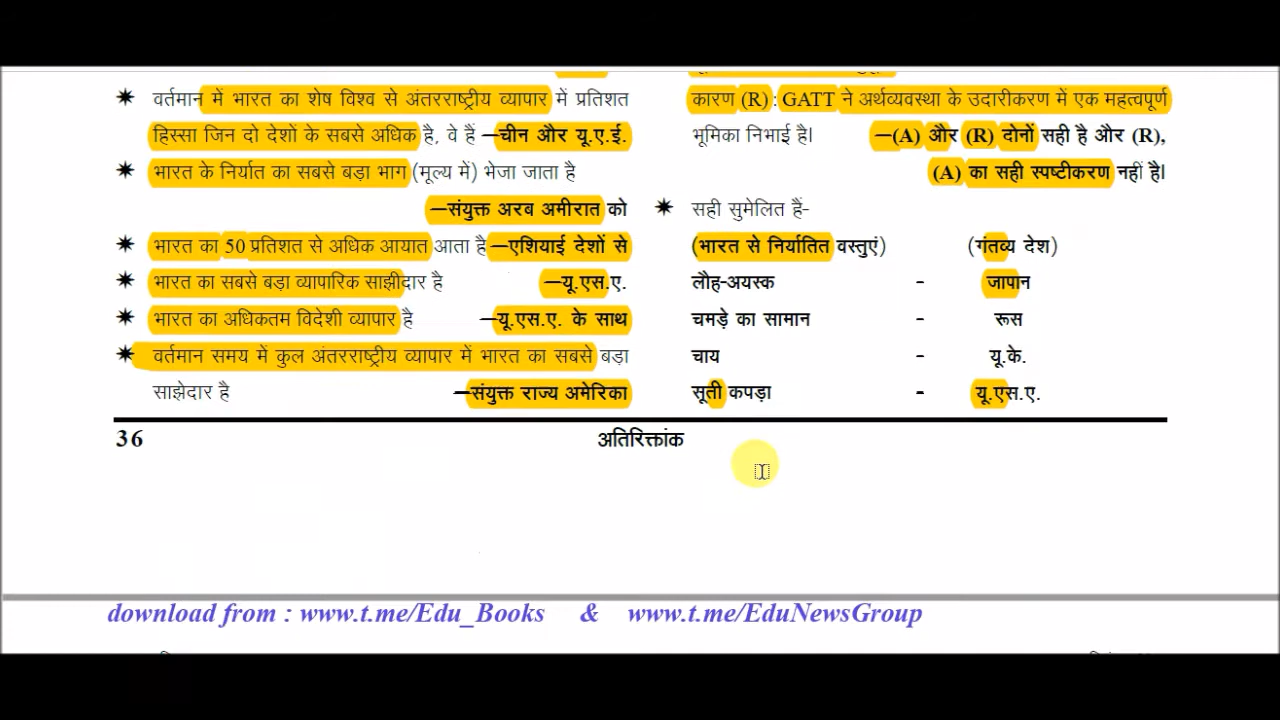 ✶ वर्तमान में भारत का शेष विश्व से अंतरराष्ट्रीय व्यापार में प्रतिशत
हिस्सा जिन दो देशों के सबसे अधिक है, वे हैं –चीन और यू.ए.ई.
✶ भारत के निर्यात का सबसे बड़ा भाग (मूल्य में) भेजा जाता है
–संयुक्त अरब अमीरात को
✶ भारत का 50 प्रतिशत से अधिक आयात आता है –एशियाई देशों से
✶ भारत का सबसे बड़ा व्यापारिक साझीदार है –यू.एस.ए.
✶ भारत का अधिकतम विदेशी व्यापार है –यू.एस.ए. के साथ
✶ वर्तमान समय में कुल अंतरराष्ट्रीय व्यापार में भारत का सबसे बड़ा
साझेदार है –संयुक्त राज्य अमेरिका
कारण (R) : GATT ने अर्थव्यवस्था के उदारीकरण में एक महत्वपूर्ण
भूमिका निभाई है। –(A) और (R) दोनों सही है और (R),
(A) का सही स्पष्टीकरण नहीं है।
✶ सही सुमेलित हैं-
(भारत से निर्यातित वस्तुएं) (गंतव्य देश)
लौह-अयस्क - जापान
चमड़े का सामान - रूस
चाय - यू.के.
सूती कपड़ा - यू.एस.ए.
36 अतिरिक्तांक
download from : www.t.me/Edu_Books & www.t.me/EduNewsGroup